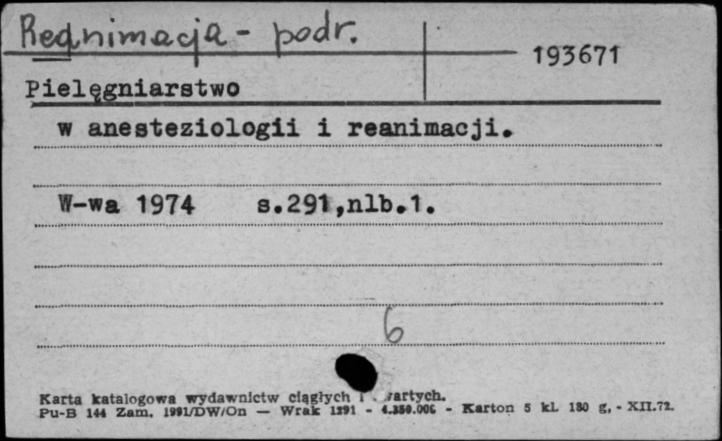 Reanimacja - podr.
193671
Pielęgniarstwo
w anesteziologii i reanimacji.
W-wa 1974 s.291,nlb.1.
6
Karta katalogowa wydawnictw ciągłych i
Pu-B 144 Zam. 1991/DW/On — Wrak 1291 - 4.350.000 - Karton 5 kl. 180 g, - XII.72.